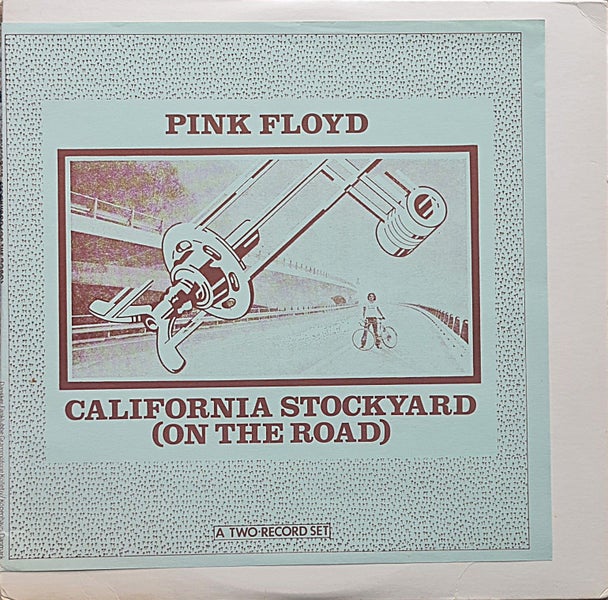 PINK FLOYD
CALIFORNIA STOCKYARD
(ON THE ROAD)
A TWO-RECORD SET